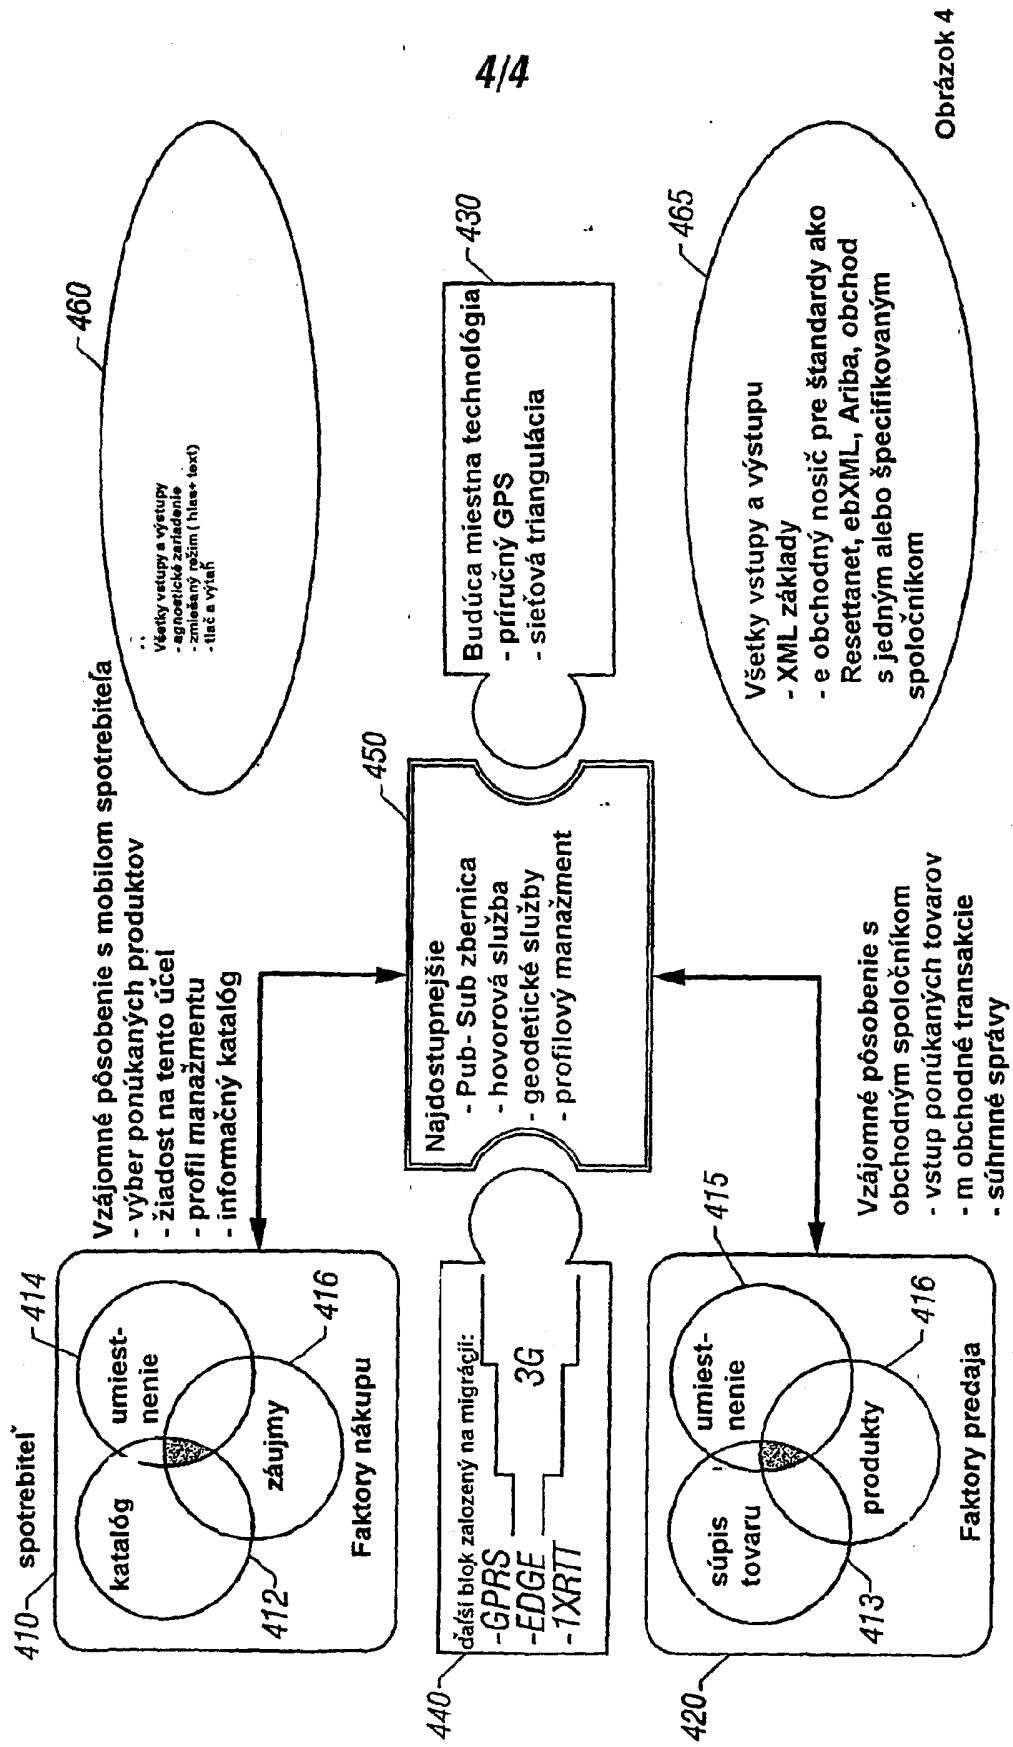 4/4
410
spotrebiteľ
414
katalóg
umiest-
nenie
záujmy
412
416
Faktory nákupu
Vzájomné pôsobenie s mobilom spotrebiteľa
- výber ponúkaných produktov
- žiadost na tento účel
- profil manažmentu
- informačný katalóg
460
Všetky vstupy a výstupy
- agnostické zariadenie
- zmiešaný režim ( hlas+ text)
- tlač a výťah
440
ďaľší blok zalozený na migrácii:
-GPRS
-EDGE
-1XRTT
3G
450
Najdostupnejšie
- Pub- Sub zbernica
- hovorová služba
- geodetické služby
- profilový manažment
430
Budúca miestna technológia
- príručný GPS
- sieťová triangulácia
420
415
súpis
tovaru
umiest-
nenie
produkty
413
416
Faktory predaja
Vzájomné pôsobenie s
obchodným spoločníkom
- vstup ponúkaných tovarov
- m obchodné transakcie
- súhrnné správy
465
Všetky vstupy a výstupu
- XML základy
- e obchodný nosič pre štandardy ako
Resettanet, ebXML, Ariba, obchod
s jedným alebo špecifikovaným
spoločníkom
Obrázok 4